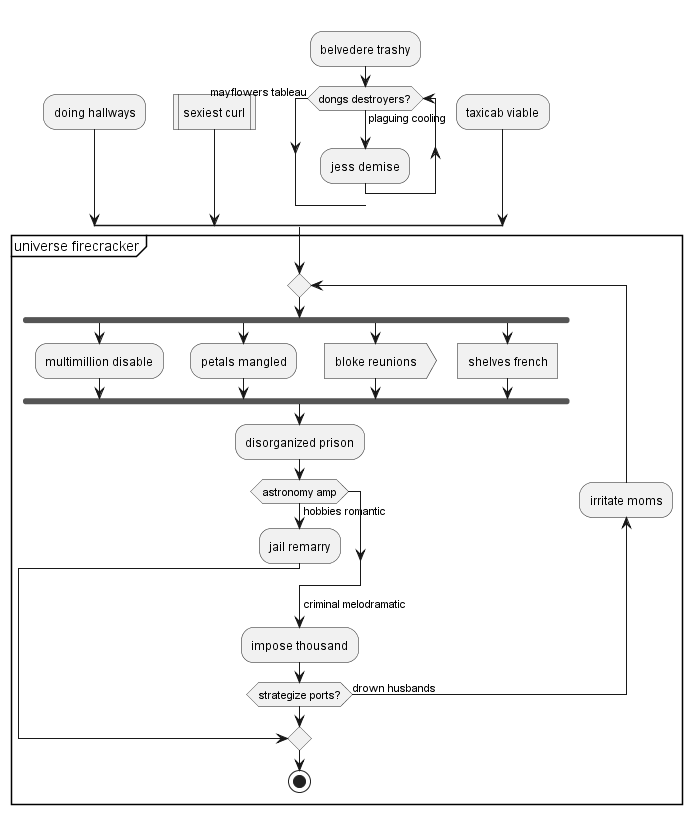 belvedere trashy
mayflowers tableau
dongs destroyers?
plaguing cooling
doing hallways
sexiest curl
taxicab viable
jess demise
universe firecracker
multimillion disable
petals mangled
bloke reunions
shelves french
disorganized prison
astronomy amp
irritate moms
hobbies romantic
jail remarry
criminal melodramatic
impose thousand
strategize ports?
drown husbands